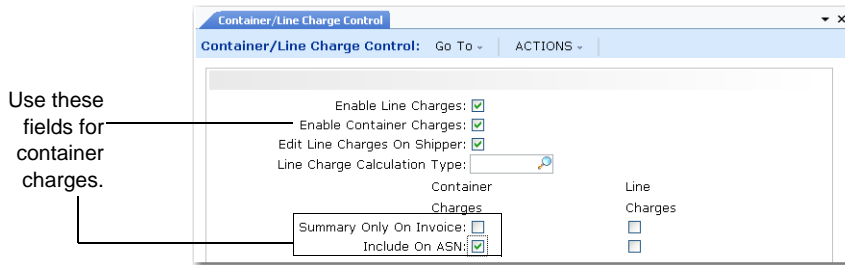 Container/Line Charge Control
Container/Line Charge Control: Go To ACTIONS
Use these
fields for
container
charges.
Enable Line Charges:
Enable Container Charges:
Edit Line Charges On Shipper:
Line Charge Calculation Type:
Container Line
Charges Charges
Summary Only On Invoice:
Include On ASN: